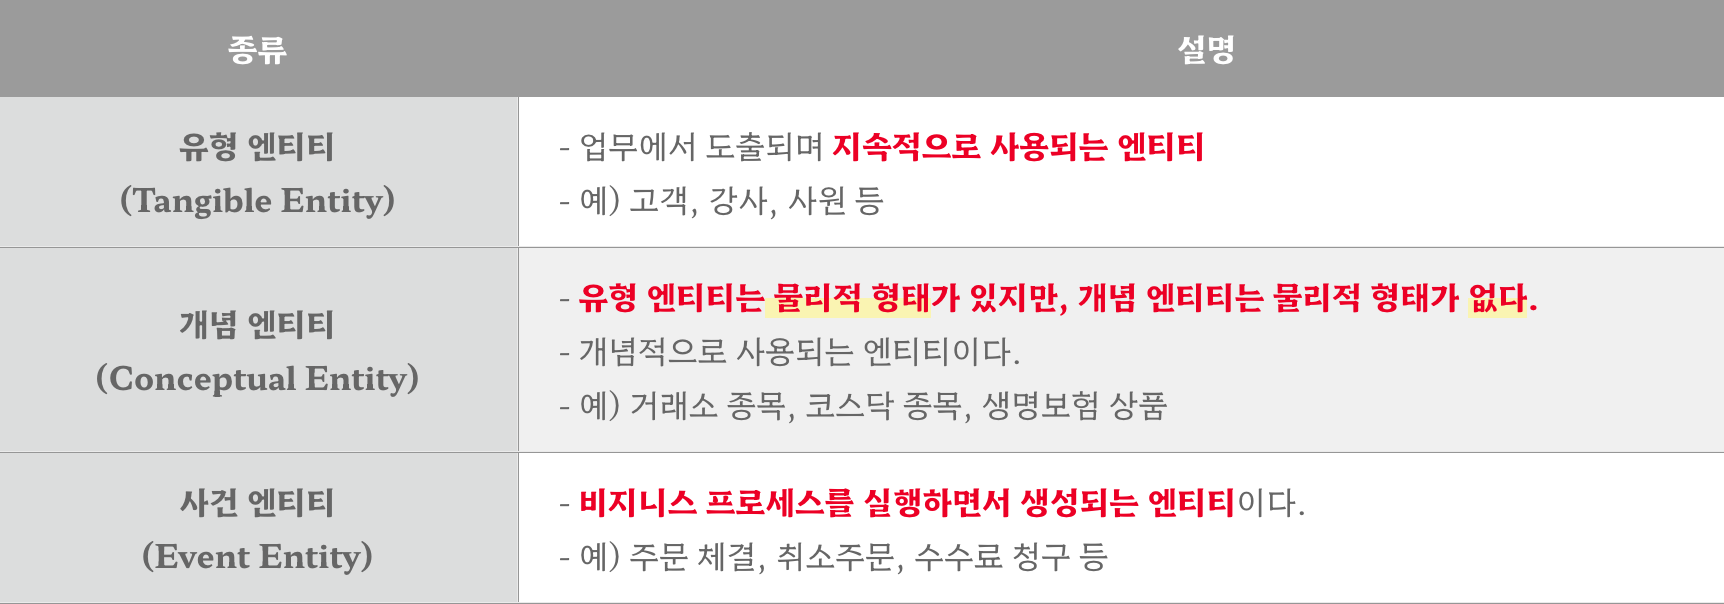 종류
설명
유형 엔티티
(Tangible Entity)
- 업무에서 도출되며 지속적으로 사용되는 엔티티
- 예) 고객, 강사, 사원 등
개념 엔티티
(Conceptual Entity)
- 유형 엔티티는 물리적 형태가 있지만, 개념 엔티티는 물리적 형태가 없다.
- 개념적으로 사용되는 엔티티이다.
- 예) 거래소 종목, 코스닥 종목, 생명보험 상품
사건 엔티티
(Event Entity)
- 비지니스 프로세스를 실행하면서 생성되는 엔티티이다.
- 예) 주문 체결, 취소주문, 수수료 청구 등